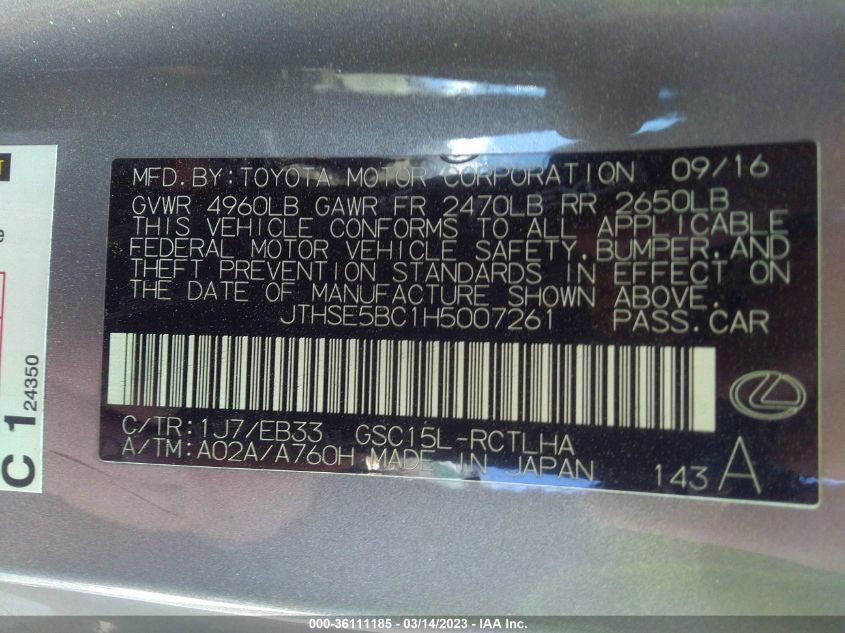 MFD.BY:TOYOTA MOTOR CORPORATION 09/16
GVWR 4960LB GAWR FR 2470LB RR 2650LB
THIS VEHICLE CONFORMS TO ALL APPLICABLE
FEDERAL MOTOR VEHICLE SAFETY,BUMPER,AND
THEFT PREVENTION STANDARDS IN EFFECT ON
THE DATE OF MANUFACTURE SHOWN ABOVE.
JTHSE5BC1H5007261 PASS.CAR
C/TR:1J7/EB33 GSC15L-RCTLHA
A/TM:A02A/A760H MADE IN JAPAN
143 A
C 1
24350
000-36111185 - 03/14/2023 - IAA Inc.